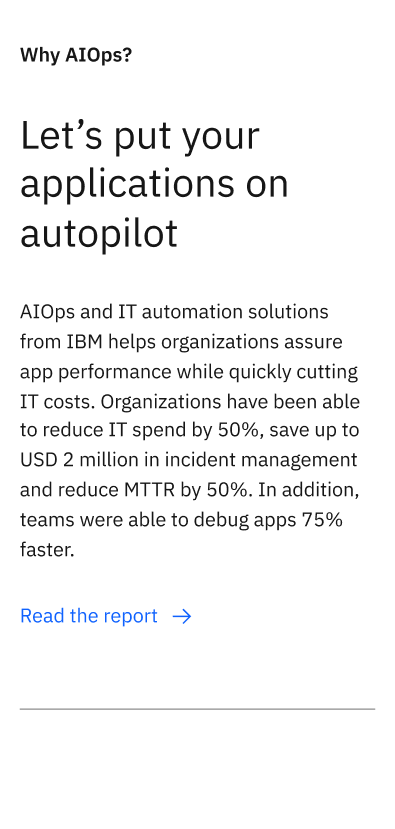 Why AIOps?
Let’s put your
applications on
autopilot
AIOps and IT automation solutions
from IBM helps organizations assure
app performance while quickly cutting
IT costs. Organizations have been able
to reduce IT spend by 50%, save up to
USD 2 million in incident management
and reduce MTTR by 50%. In addition,
teams were able to debug apps 75%
faster.
Read the report →